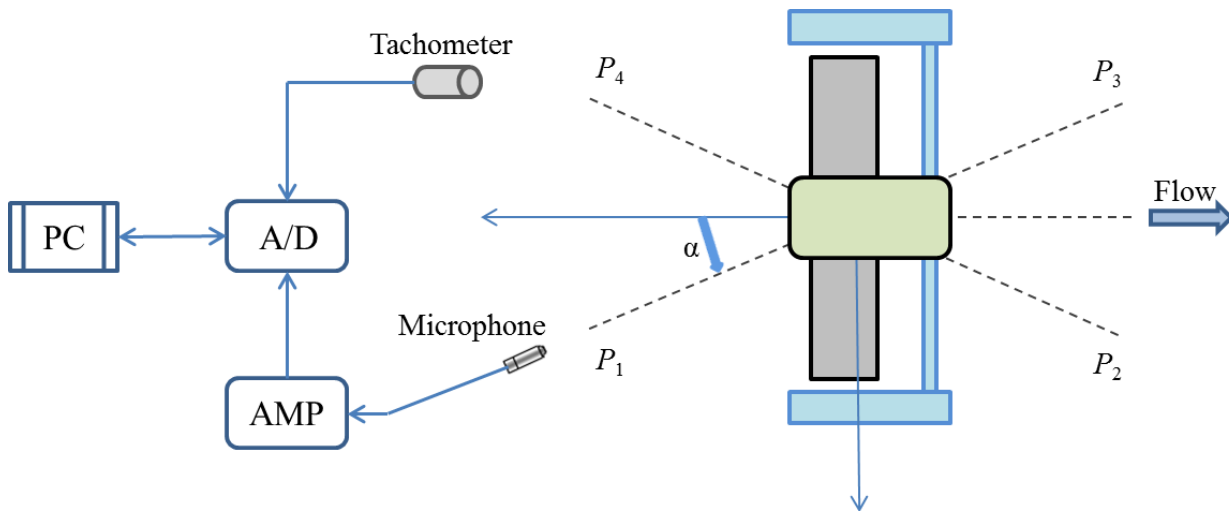 Tachometer
P4
P3
Flow
PC
A/D
α
Microphone
P1
P2
AMP